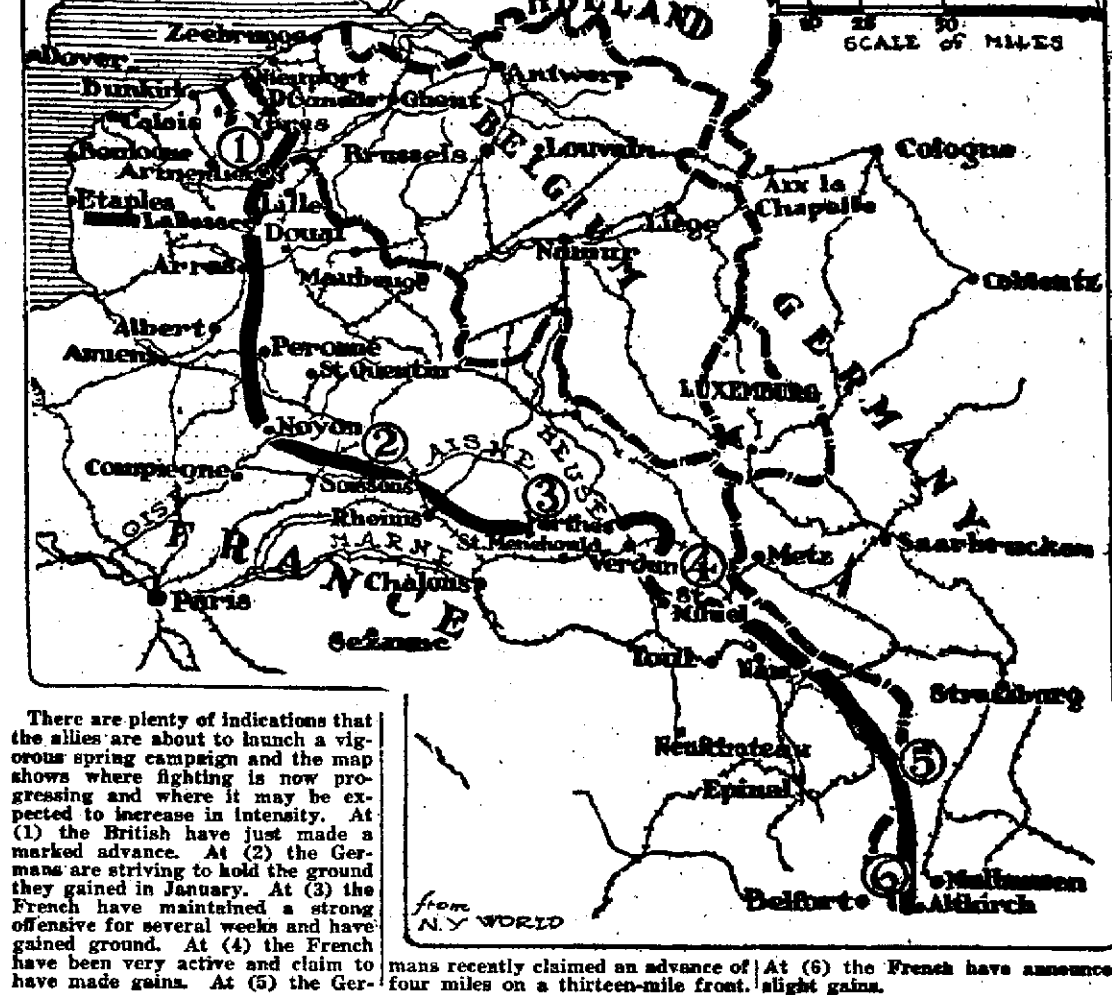 Zeebrugge
Dover
SCALE of MILES
Nieuport
Antwerp
Dunkirk
Dixmude
Ghent
Calais
Ypres
1
BELGIUM
Boulogne
Brussels
Louvain
Cologne
Armentieres
Aix la
Chapelle
Etaples
Lille
LaBassee
Liege
Douai
Namur
Arras
Maubeuge
Coblentz
GERMANY
Albert
Peronne
Amiens
St. Quentin
LUXEMBURG
Noyon
2
AISNE
MEUSE
Compiegne
Soissons
3
OISE
Rheims
Perthes
FRANCE
MARNE
St. Menehould
Saarbrucken
Verdun
4
Metz
Chalons
Paris
St.
Mihiel
Sezanne
Toul
Strassburg
Neufchateau
5
Epinal
6
Mulhausen
Belfort
Altkirch
from
N.Y WORLD
There are plenty of indications that
the allies are about to launch a vig-
orous spring campaign and the map
shows where fighting is now pro-
gressing and where it may be ex-
pected to increase in intensity. At
(1) the British have just made a
marked advance. At (2) the Ger-
mans are striving to hold the ground
they gained in January. At (3) the
French have maintained a strong
offensive for several weeks and have
gained ground. At (4) the French
have been very active and claim to
have made gains. At (5) the Ger-
mans recently claimed an advance of
four miles on a thirteen-mile front.
At (6) the French have announce
slight gains.